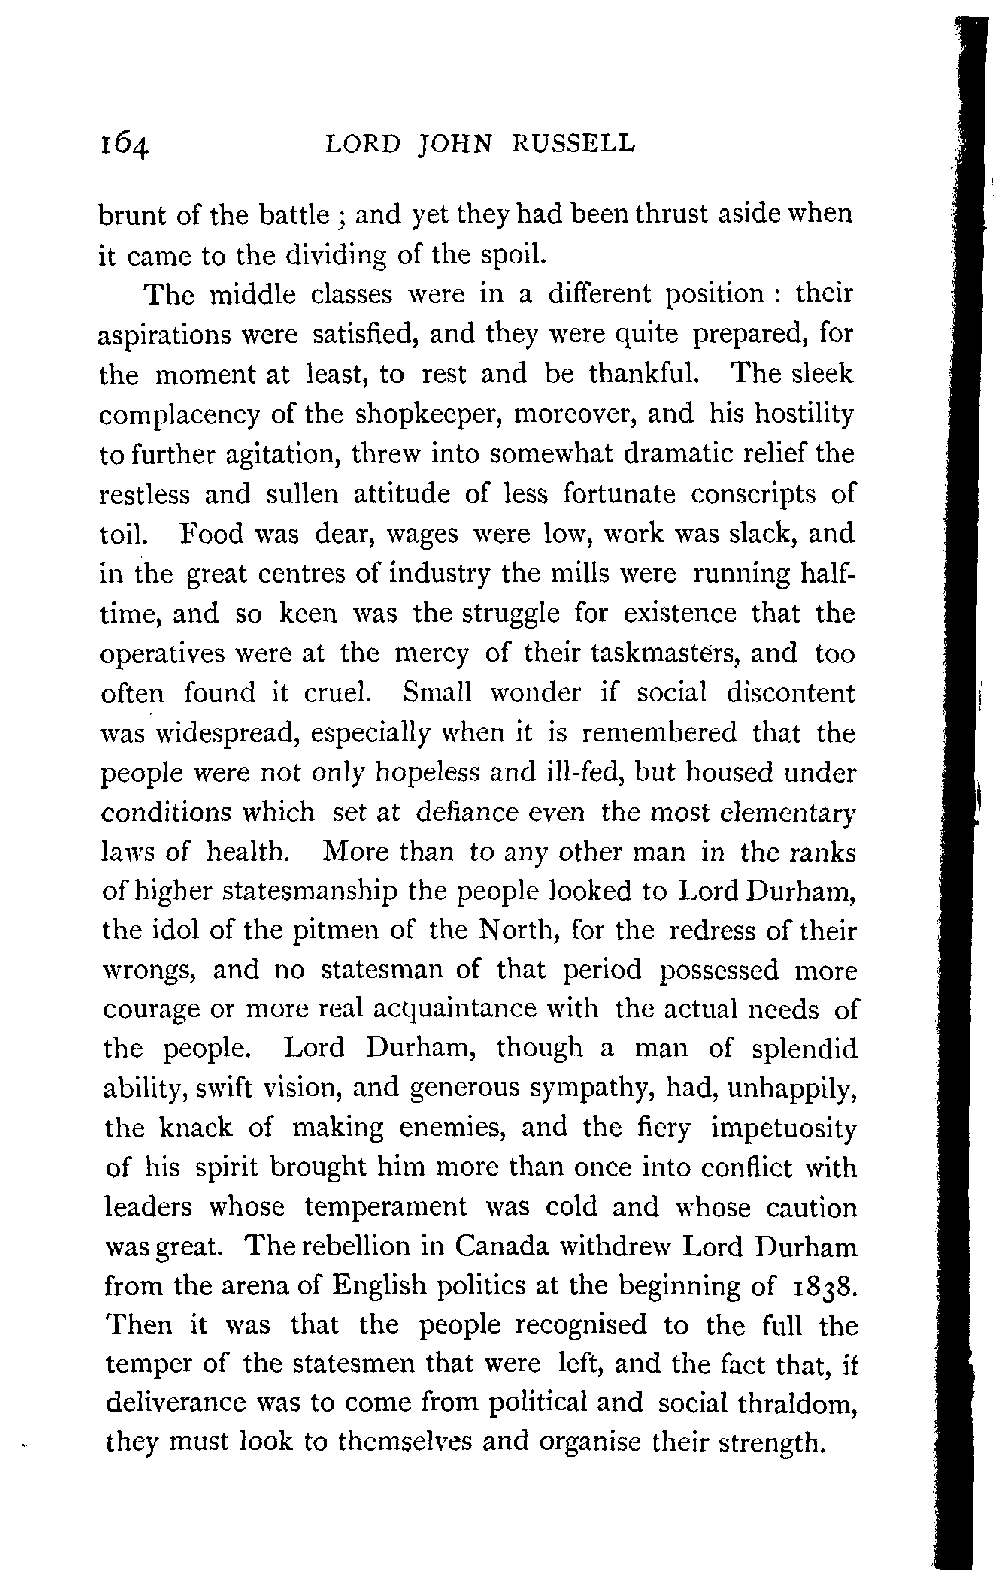 164 LORD JOHN RUSSELL
brunt of the battle ; and yet they had been thrust aside when
it came to the dividing of the spoil.
The middle classes were in a different position : their
aspirations were satisfied, and they were quite prepared, for
the moment at least, to rest and be thankful. The sleek
complacency of the shopkeeper, moreover, and his hostility
to further agitation, threw into somewhat dramatic relief the
restless and sullen attitude of less fortunate conscripts of
toil. Food was dear, wages were low, work was slack, and
in the great centres of industry the mills were running half-
time, and so keen was the struggle for existence that the
operatives were at the mercy of their taskmasters, and too
often found it cruel. Small wonder if social discontent
was widespread, especially when it is remembered that the
people were not only hopeless and ill-fed, but housed under
conditions which set at defiance even the most elementary
laws of health. More than to any other man in the ranks
of higher statesmanship the people looked to Lord Durham,
the idol of the pitmen of the North, for the redress of their
wrongs, and no statesman of that period possessed more
courage or more real acquaintance with the actual needs of
the people. Lord Durham, though a man of splendid
ability, swift vision, and generous sympathy, had, unhappily,
the knack of making enemies, and the fiery impetuosity
of his spirit brought him more than once into conflict with
leaders whose temperament was cold and whose caution
was great. The rebellion in Canada withdrew Lord Durham
from the arena of English politics at the beginning of 1838.
Then it was that the people recognised to the full the
temper of the statesmen that were left, and the fact that, if
deliverance was to come from political and social thraldom,
they must look to themselves and organise their strength.